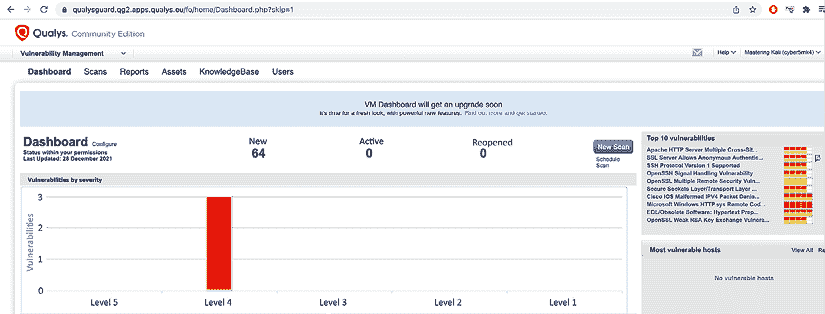 qualysguard.qg2.apps.qualys.eu/fo/home/Dashboard.php?skip=1
Qualys. Community Edition
Vulnerability Management
Help
Mastering Kali (cyber5mk4)
Dashboard Scans Reports Assets KnowledgeBase Users
VM Dashboard will get an upgrade soon
It's time for a fresh look, with powerful new features. Find out more and get started.
Dashboard Configure
Status within your permissions
Last Updated: 28 December 2021
New
64
Active
0
Reopened
0
New Scan
Schedule
Scan
Vulnerabilities by severity
Vulnerabilities
3
2
1
0
Level 5 Level 4 Level 3 Level 2 Level 1
Top 10 vulnerabilities
Apache HTTP Server Multiple Cross-Sit...
SSL Server Allows Anonymous Authentic...
SSH Protocol Version 1 Supported
OpenSSH Signal Handling Vulnerability
OpenSSL Multiple Remote Security Vuln...
Secure Sockets Layer/Transport Layer ...
Cisco IOS Malformed IPV4 Packet Denia...
Microsoft Windows HTTP.sys Remote Cod...
EOL/Obsolete Software: Hypertext Prep...
OpenSSL Weak RSA Key Exchange Vulnera...
Most vulnerable hosts
View All
No vulnerable hosts